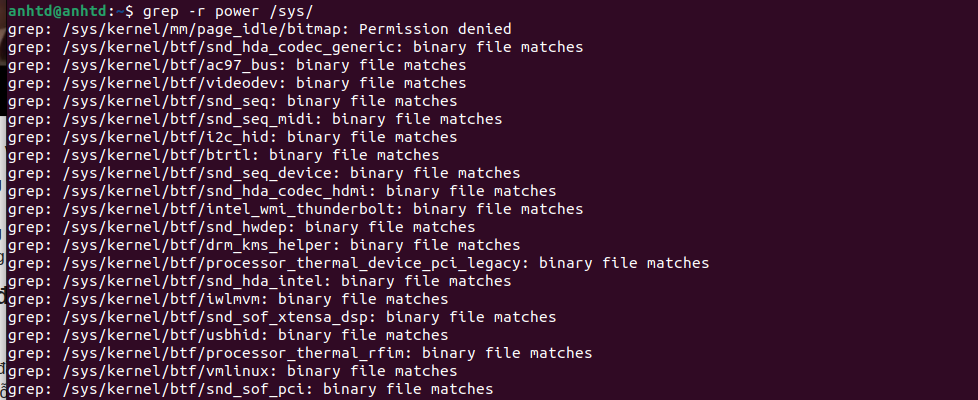 anhtd@anhtd:~$ grep -r power /sys/
grep: /sys/kernel/mm/page_idle/bitmap: Permission denied
grep: /sys/kernel/btf/snd_hda_codec_generic: binary file matches
grep: /sys/kernel/btf/ac97_bus: binary file matches
grep: /sys/kernel/btf/videodev: binary file matches
grep: /sys/kernel/btf/snd_seq: binary file matches
grep: /sys/kernel/btf/snd_seq_midi: binary file matches
grep: /sys/kernel/btf/i2c_hid: binary file matches
grep: /sys/kernel/btf/btrtl: binary file matches
grep: /sys/kernel/btf/snd_seq_device: binary file matches
grep: /sys/kernel/btf/snd_hda_codec_hdmi: binary file matches
grep: /sys/kernel/btf/intel_wmi_thunderbolt: binary file matches
grep: /sys/kernel/btf/snd_hwdep: binary file matches
grep: /sys/kernel/btf/drm_kms_helper: binary file matches
grep: /sys/kernel/btf/processor_thermal_device_pci_legacy: binary file matches
grep: /sys/kernel/btf/snd_hda_intel: binary file matches
grep: /sys/kernel/btf/iwlmvm: binary file matches
grep: /sys/kernel/btf/snd_sof_xtensa_dsp: binary file matches
grep: /sys/kernel/btf/usbhid: binary file matches
grep: /sys/kernel/btf/processor_thermal_rfim: binary file matches
grep: /sys/kernel/btf/vmlinux: binary file matches
grep: /sys/kernel/btf/snd_sof_pci: binary file matches